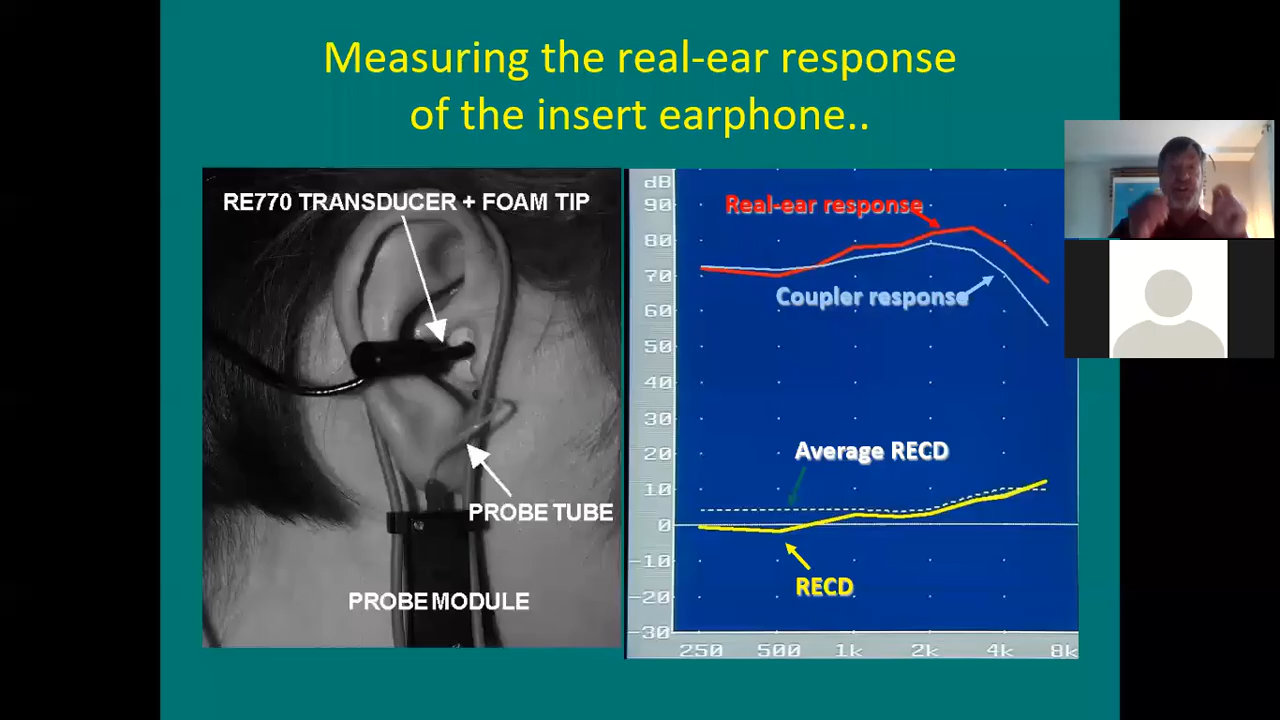 Measuring the real-ear response
of the insert earphone..
RE770 TRANSDUCER + FOAM TIP
PROBE TUBE
PROBE MODULE
dB
90
80
70
60
50
40
30
20
10
0
-10
-20
-30
250 500 1k 2k 4k 8k
Real-ear response
Coupler response
Average RECD
RECD